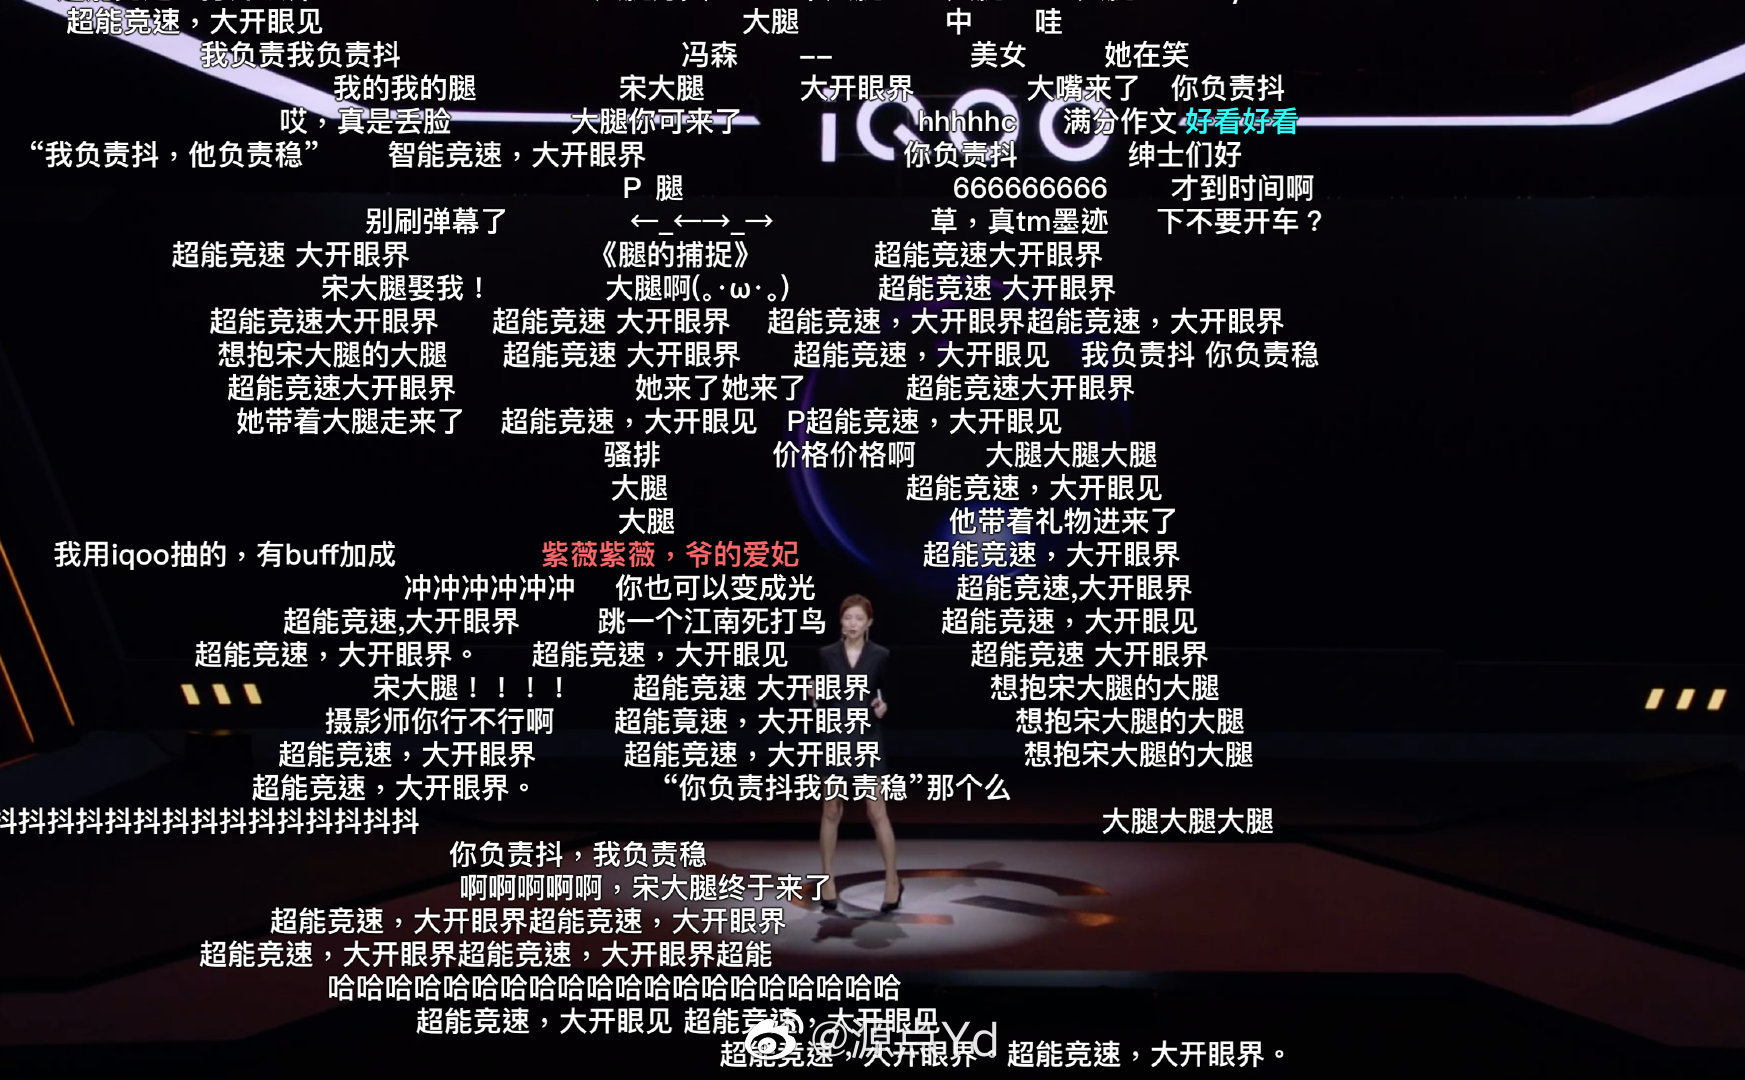 超能竞速，大开眼见 大腿 中 哇
我负责我负责抖 冯森 −− 美女 她在笑
我的我的腿 宋大腿 大开眼界 大嘴来了 你负责抖
iQOO
哎，真是丢脸 大腿你可来了 hhhhhc 满分作文 好看好看
“我负责抖，他负责稳” 智能竞速，大开眼界 你负责抖 绅士们好
P 腿 666666666 才到时间啊
别刷弹幕了 ←_←→_→ 草，真tm墨迹 下不要开车？
超能竞速 大开眼界 《腿的捕捉》 超能竞速大开眼界
宋大腿娶我！ 大腿啊(｡·ω·｡) 超能竞速 大开眼界
超能竞速大开眼界 超能竞速 大开眼界 超能竞速，大开眼界超能竞速，大开眼界
想抱宋大腿的大腿 超能竞速 大开眼界 超能竞速，大开眼见 我负责抖 你负责稳
超能竞速大开眼界 她来了她来了 超能竞速大开眼界
她带着大腿走来了 超能竞速，大开眼见 P超能竞速，大开眼见
骚排 价格价格啊 大腿大腿大腿
大腿 超能竞速，大开眼见
大腿 他带着礼物进来了
我用iqoo抽的，有buff加成 紫薇紫薇，爷的爱妃 超能竞速，大开眼界
冲冲冲冲冲冲 你也可以变成光 超能竞速,大开眼界
超能竞速,大开眼界 跳一个江南死打鸟 超能竞速，大开眼见
超能竞速，大开眼界。 超能竞速，大开眼见 超能竞速 大开眼界
宋大腿！！！！ 超能竞速 大开眼界 想抱宋大腿的大腿
摄影师你行不行啊 超能竟速，大开眼界 想抱宋大腿的大腿
超能竞速，大开眼界 超能竞速，大开眼界 想抱宋大腿的大腿
超能竞速，大开眼界。 “你负责抖我负责稳”那个么
抖抖抖抖抖抖抖抖抖抖抖抖抖抖抖 大腿大腿大腿
你负责抖，我负责稳
啊啊啊啊啊，宋大腿终于来了
超能竞速，大开眼界超能竞速，大开眼界
超能竞速，大开眼界超能竞速，大开眼界超能
哈哈哈哈哈哈哈哈哈哈哈哈哈哈哈哈哈哈哈哈
超能竞速，大开眼见 超能竞速，大开眼见
@源点Yd
超能竞速，大开眼界。超能竞速，大开眼界。